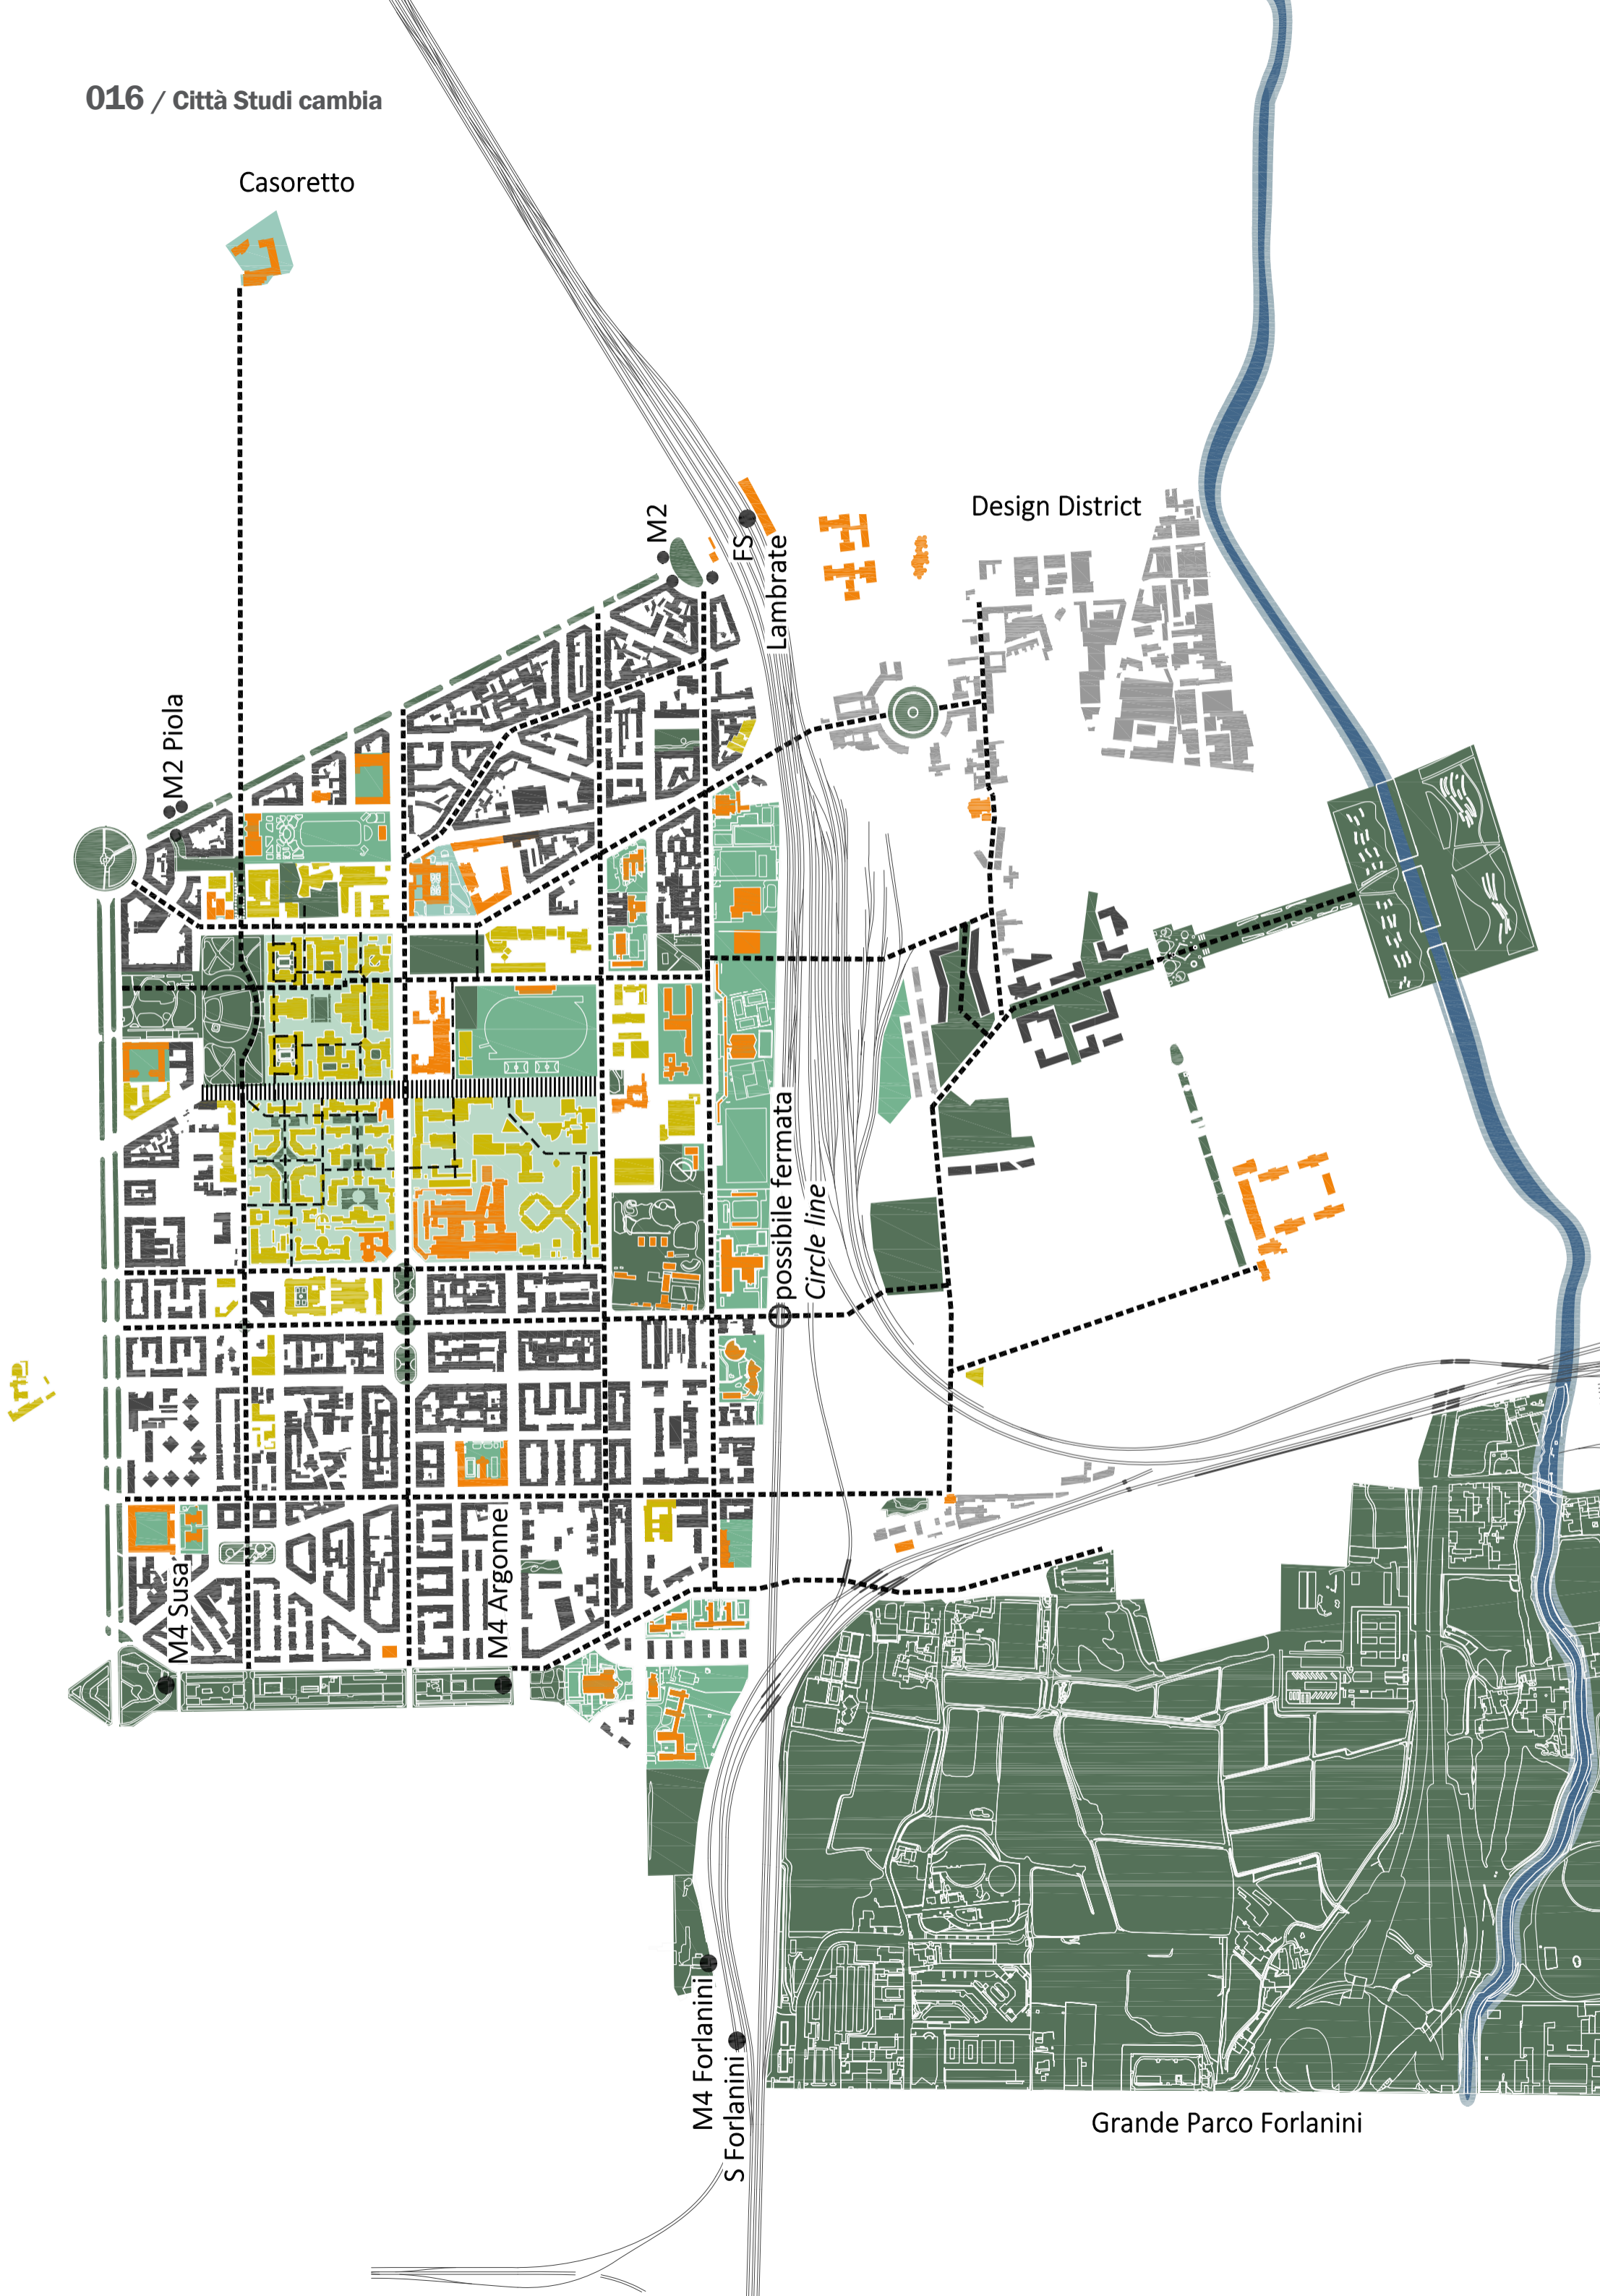 016 / Città Studi cambia
Casoretto
Design District
M2
FS
Lambrate
M2 Piola
possibile fermata
Circle line
M4 Susa
M4 Argonne
M4 Forlanini
S Forlanini
Grande Parco Forlanini